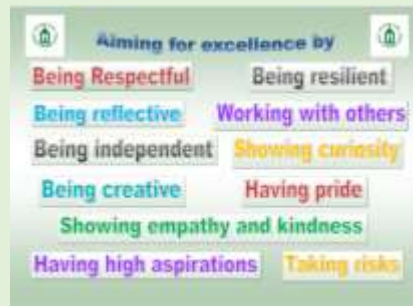 Aiming for excellence by
Being Respectful Being resilient
Being reflective Working with others
Being independent Showing curiosity
Being creative Having pride
Showing empathy and kindness
Having high aspirations Taking risks